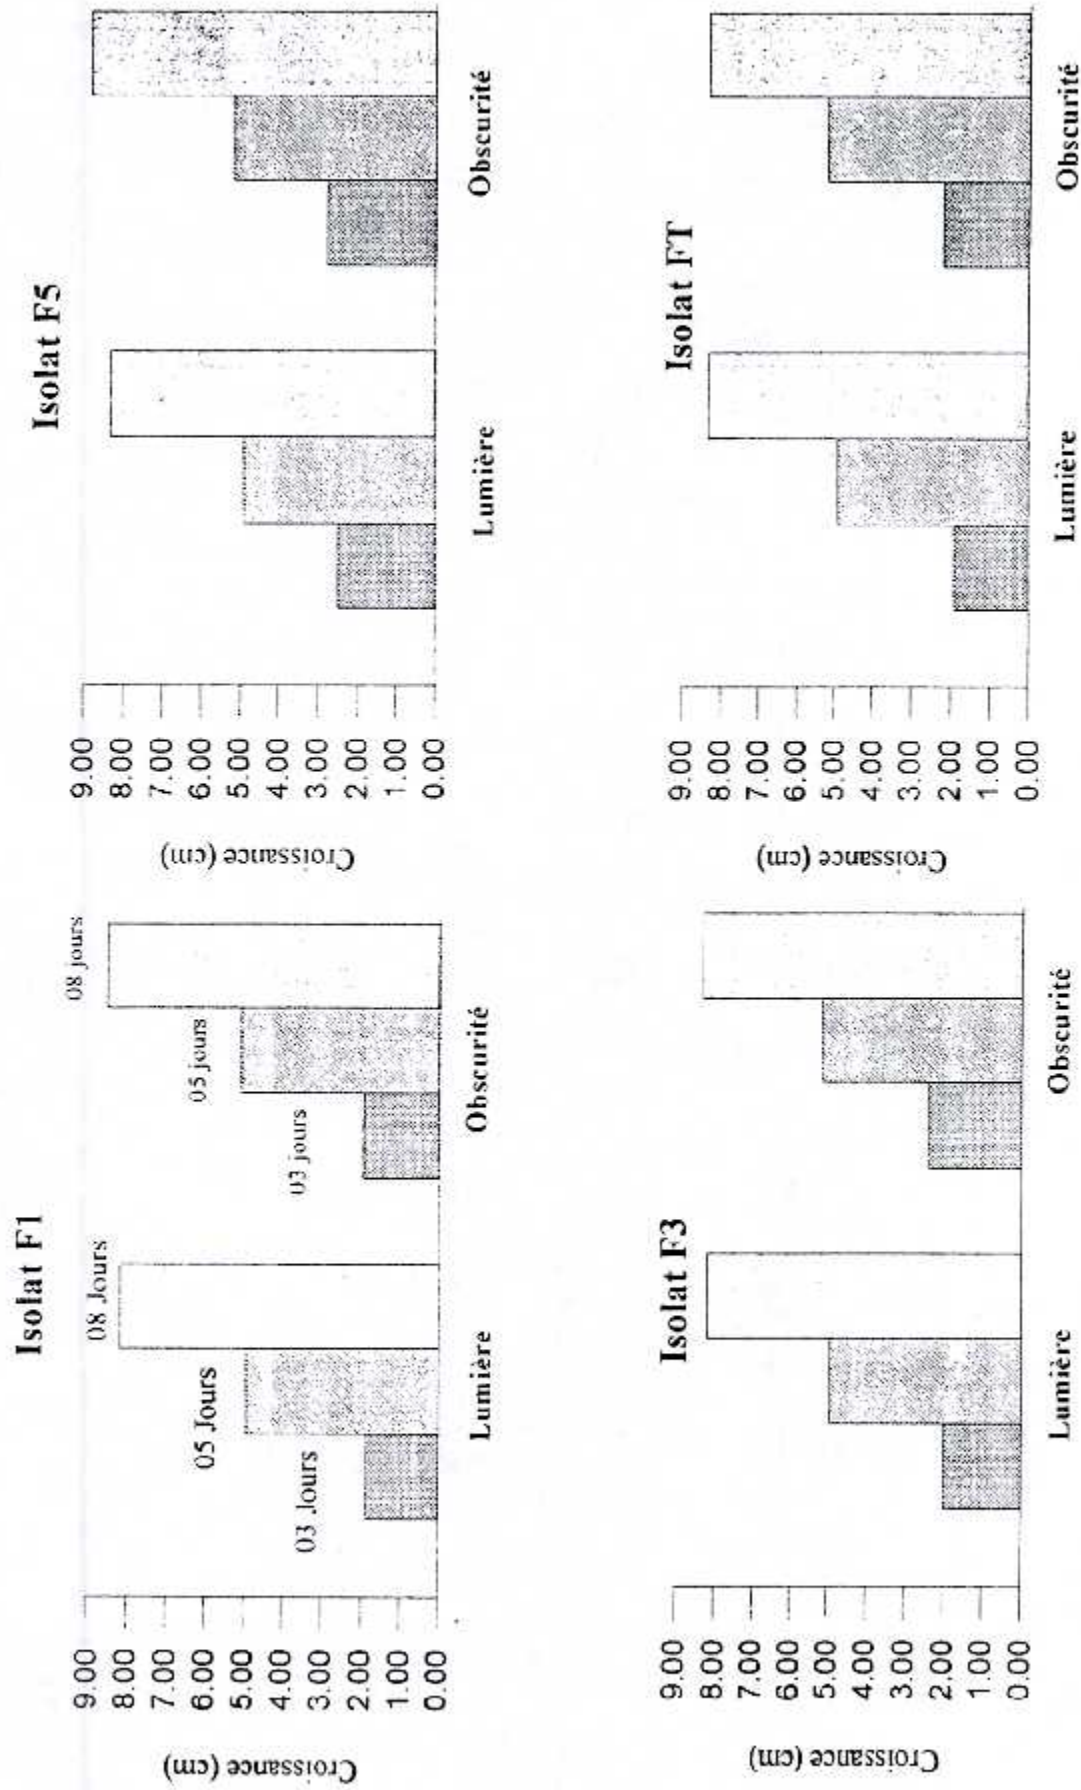 Isolat F1
Croissance (cm)
9.00
8.00
7.00
6.00
5.00
4.00
3.00
2.00
1.00
0.00
03 Jours
05 Jours
08 Jours
03 jours
05 jours
08 jours
Lumière
Obscurité
Isolat F5
Croissance (cm)
9.00
8.00
7.00
6.00
5.00
4.00
3.00
2.00
1.00
0.00
Lumière
Obscurité
Isolat F3
Croissance (cm)
9.00
8.00
7.00
6.00
5.00
4.00
3.00
2.00
1.00
0.00
Lumière
Obscurité
Isolat FT
Croissance (cm)
9.00
8.00
7.00
6.00
5.00
4.00
3.00
2.00
1.00
0.00
Lumière
Obscurité